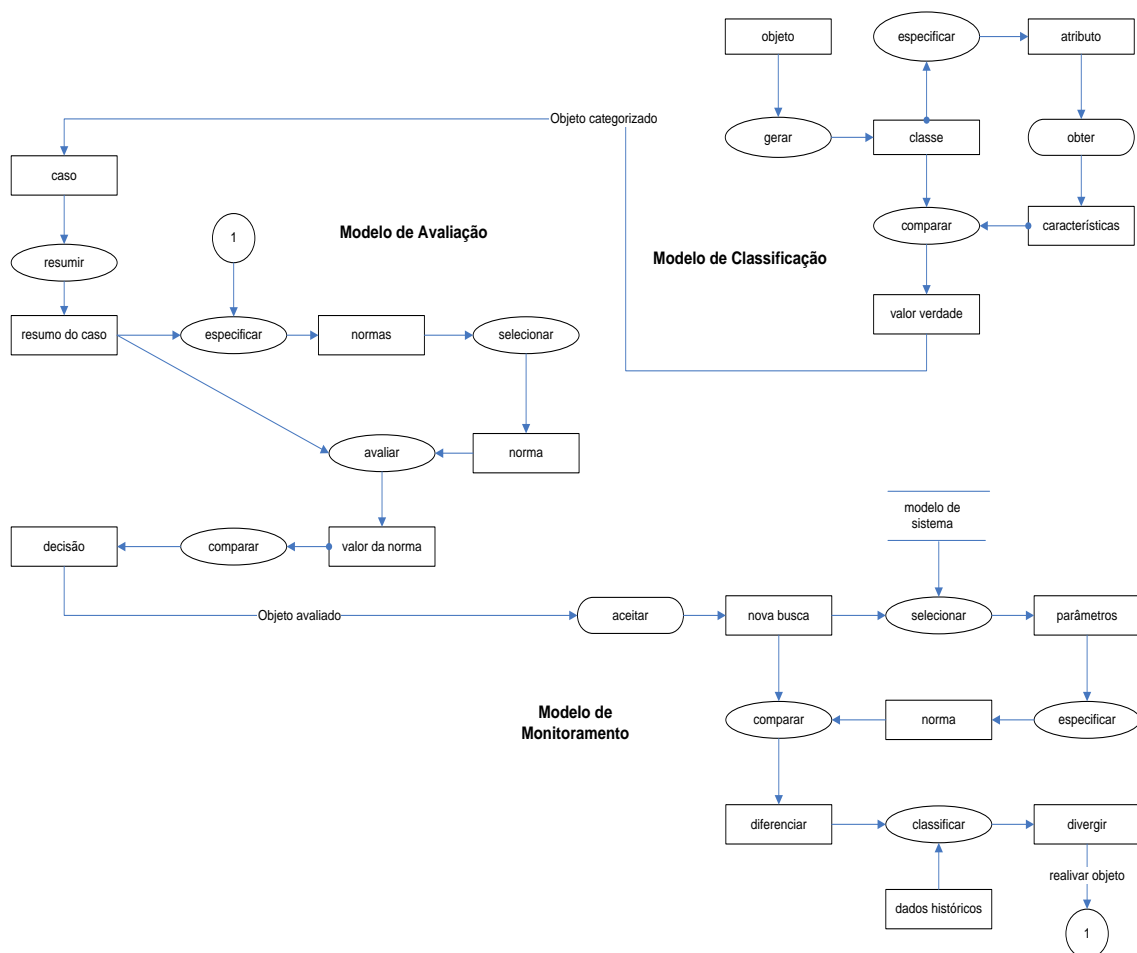 objeto
especificar
atributo
Objeto categorizado
gerar
classe
obter
caso
1
Modelo de Avaliação
comparar
características
resumir
Modelo de Classificação
resumo do caso
especificar
normas
selecionar
valor verdade
avaliar
norma
modelo de
sistema
decisão
comparar
valor da norma
Objeto avaliado
aceitar
nova busca
selecionar
parâmetros
Modelo de
Monitoramento
comparar
norma
especificar
diferenciar
classificar
divergir
realivar objeto
dados históricos
1